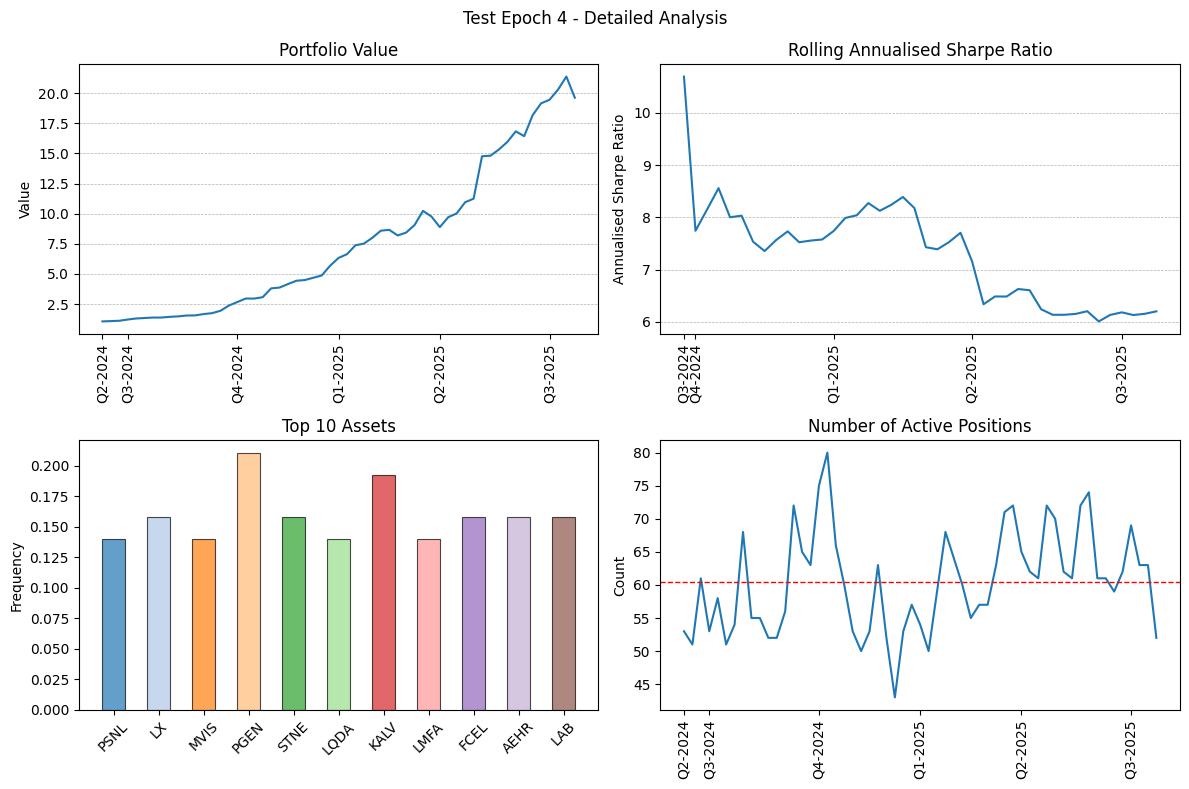 Test Epoch 4 - Detailed Analysis
Portfolio Value
Value
20.0
17.5
15.0
12.5
10.0
7.5
5.0
2.5
Q2-2024
Q3-2024
Q4-2024
Q1-2025
Q2-2025
Q3-2025
Rolling Annualised Sharpe Ratio
Annualised Sharpe Ratio
10
9
8
7
6
Q3-2024
Q4-2024
Q1-2025
Q2-2025
Q3-2025
Top 10 Assets
Frequency
0.200
0.175
0.150
0.125
0.100
0.075
0.050
0.025
0.000
PSNL
LX
MVIS
PGEN
STNE
LQDA
KALV
LMFA
FCEL
AEHR
LAB
Number of Active Positions
Count
80
75
70
65
60
55
50
45
Q2-2024
Q3-2024
Q4-2024
Q1-2025
Q2-2025
Q3-2025